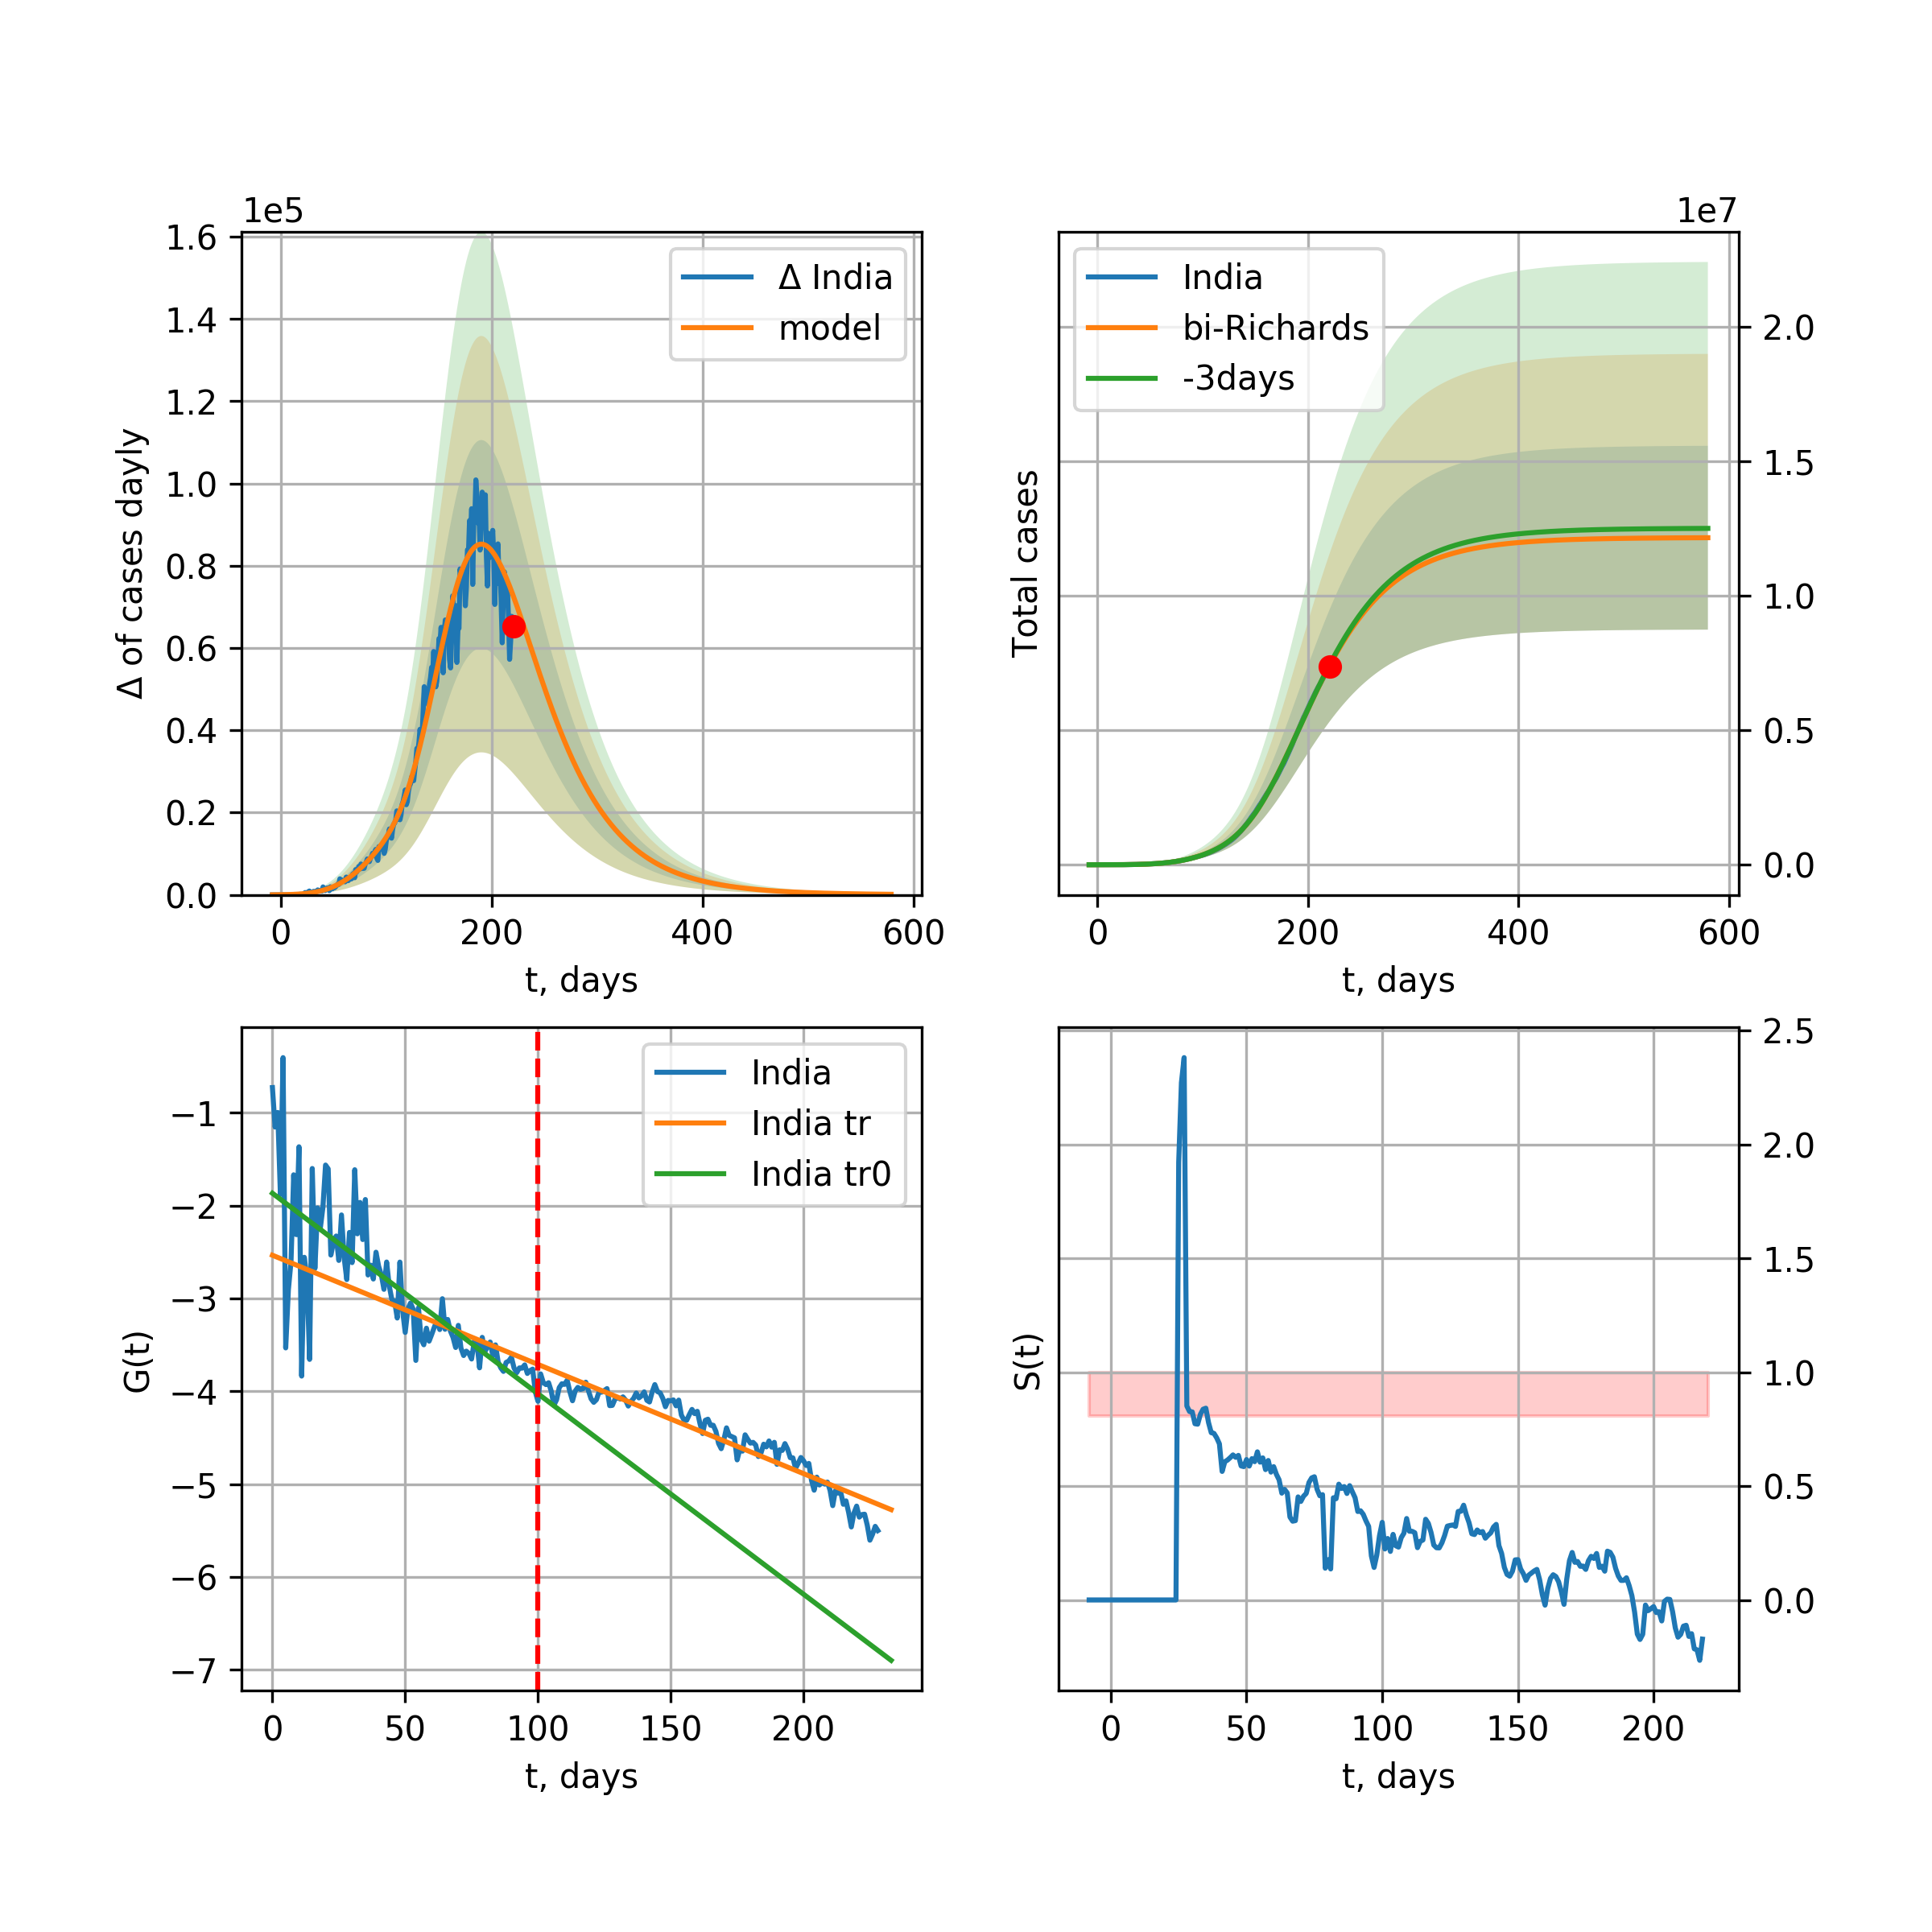 1e5
1.6
1.4
1.2
1.0
0.8
0.6
0.4
0.2
0.0
Δ of cases dayly
0 200 400 600
t, days
Δ India
model
1e7
India
bi-Richards
-3days
Total cases
2.0
1.5
1.0
0.5
0.0
0 200 400 600
t, days
−1
−2
−3
−4
−5
−6
−7
G(t)
0 50 100 150 200
t, days
India
India tr
India tr0
S(t)
2.5
2.0
1.5
1.0
0.5
0.0
0 50 100 150 200
t, days